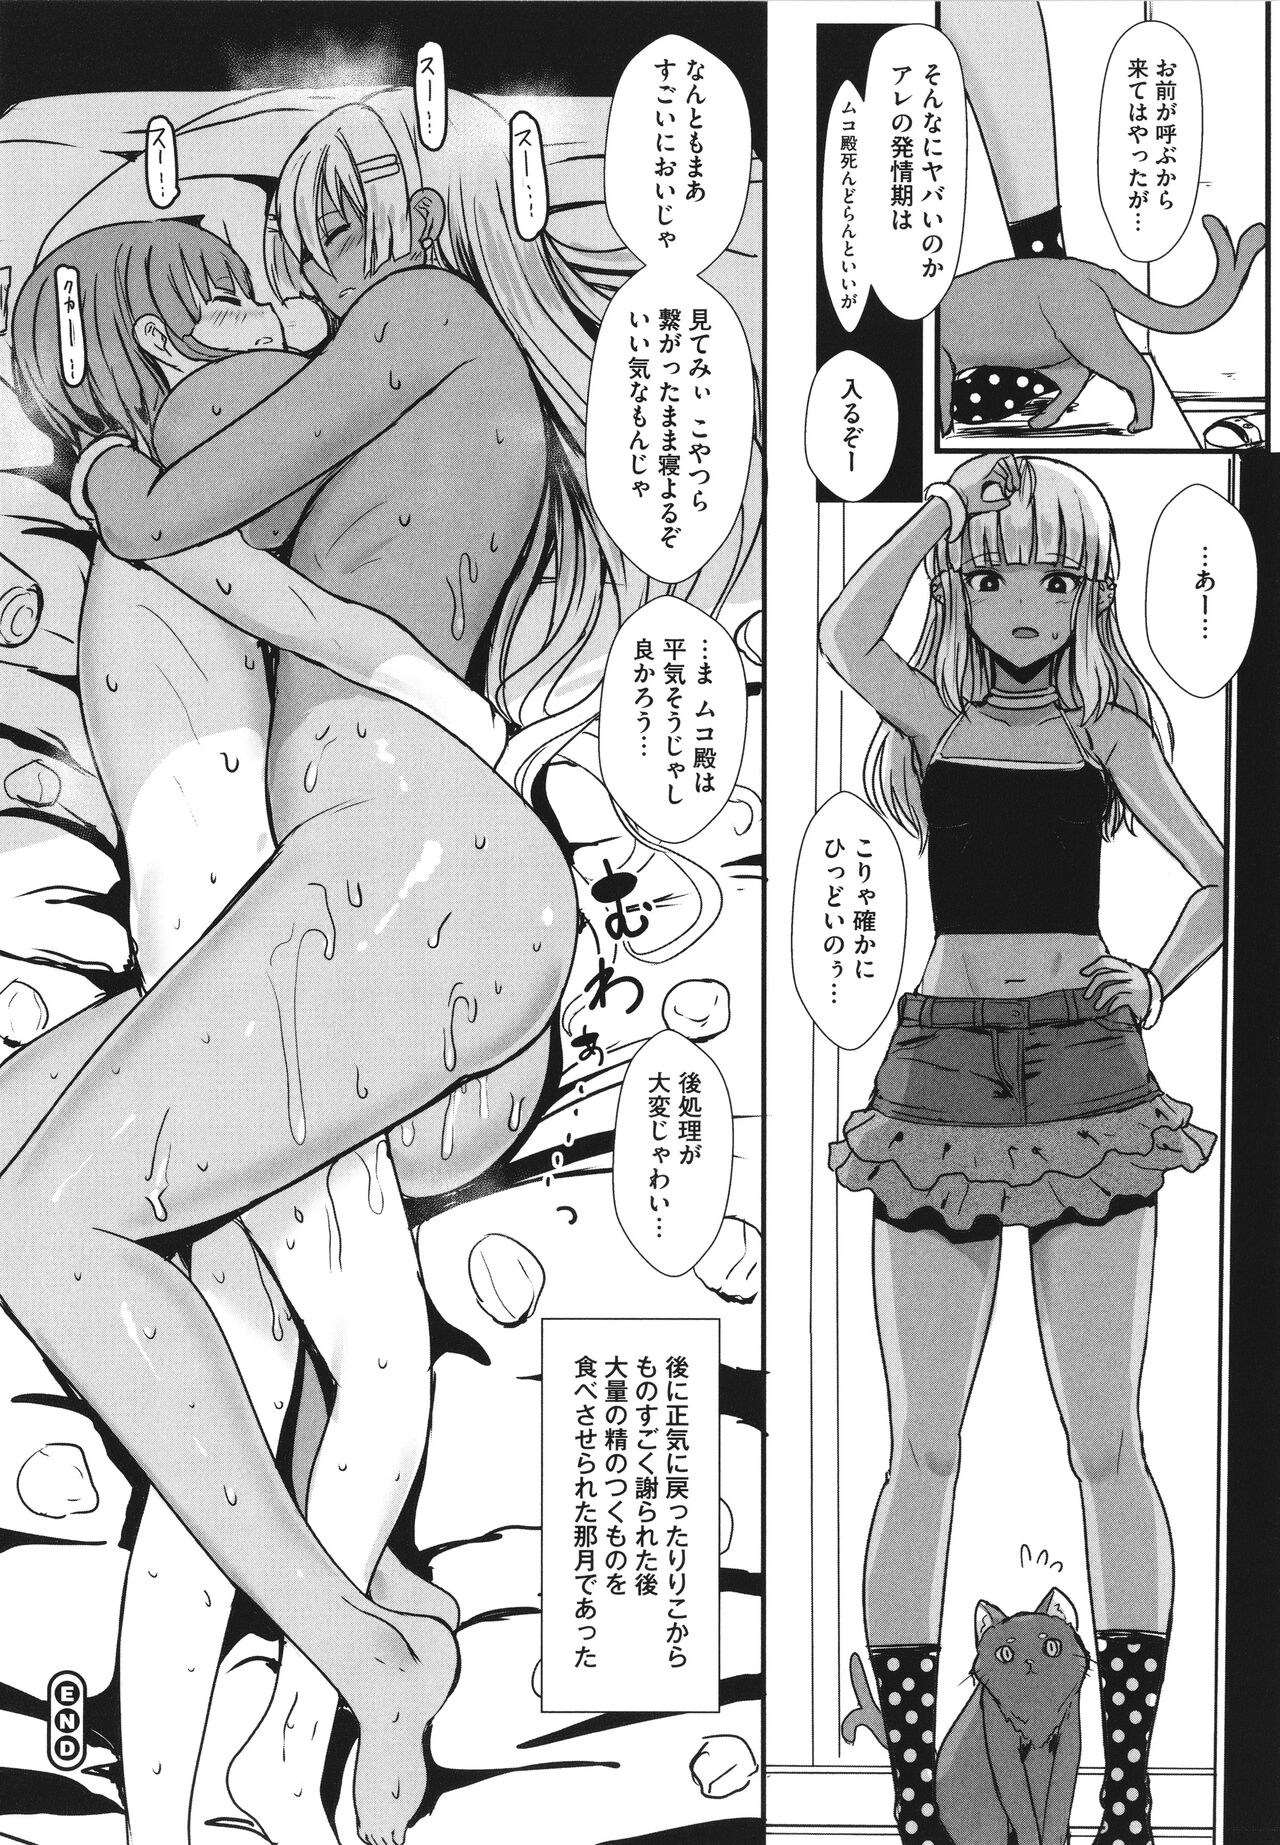 お前が呼ぶから
来てはやったが…
そんなにヤバいのか
アレの発情期は
ムコ殿死んどらんといいが
入るぞー
…あー…
こりゃ確かに
ひっどいのぅ…
なんともまあ
すごいにおいじゃ
スー…
スー…
スー…
クカー…
見てみぃ こやつら
繋がったまま寝よるぞ
いい気なもんじゃ
…ま ムコ殿は
平気そうじゃし
良かろう…
むわぁっ
後処理が
大変じゃわい…
後に正気に戻ったりりこから
ものすごく謝られた後
大量の精のつくものを
食べさせられた那月であった
END